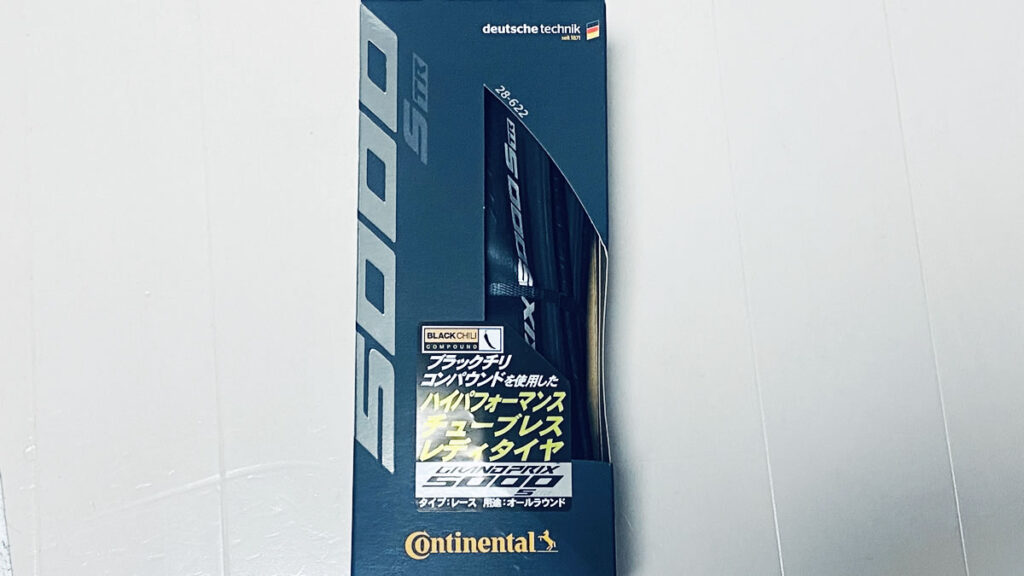 deutsche technik
seit 1871
5000
S TR
28-622
IX 5000 S TR
BLACK CHILI
COMPOUND
ブラックチリ
コンパウンドを使用した
ハイパフォーマンス
チューブレス
レディタイヤ
GRAND PRIX
5000
S
タイプ：レース 用途：オールラウンド
Continental